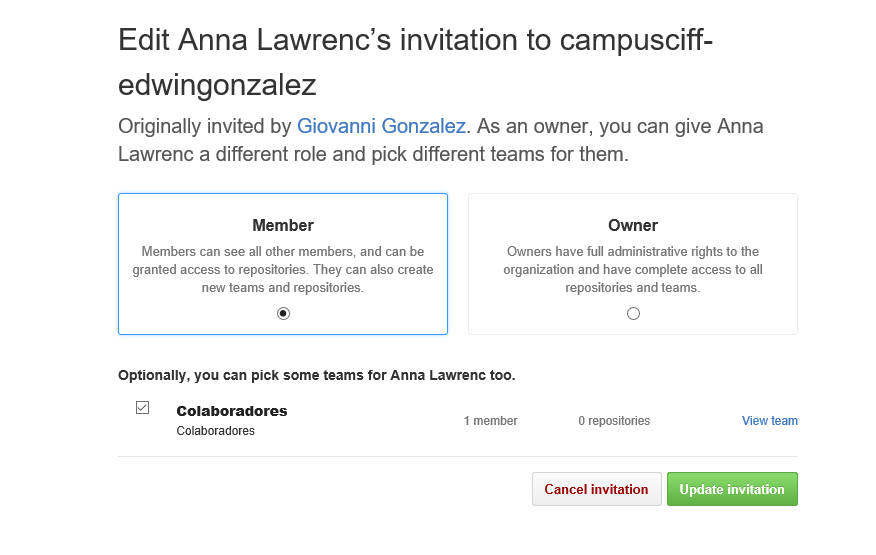 Edit Anna Lawrenc’s invitation to campusciff-
edwingonzalez
Originally invited by Giovanni Gonzalez. As an owner, you can give Anna
Lawrenc a different role and pick different teams for them.
Member
Members can see all other members, and can be
granted access to repositories. They can also create
new teams and repositories.
Owner
Owners have full administrative rights to the
organization and have complete access to all
repositories and teams.
Optionally, you can pick some teams for Anna Lawrenc too.
Colaboradores
Colaboradores
1 member
0 repositories
View team
Cancel invitation
Update invitation